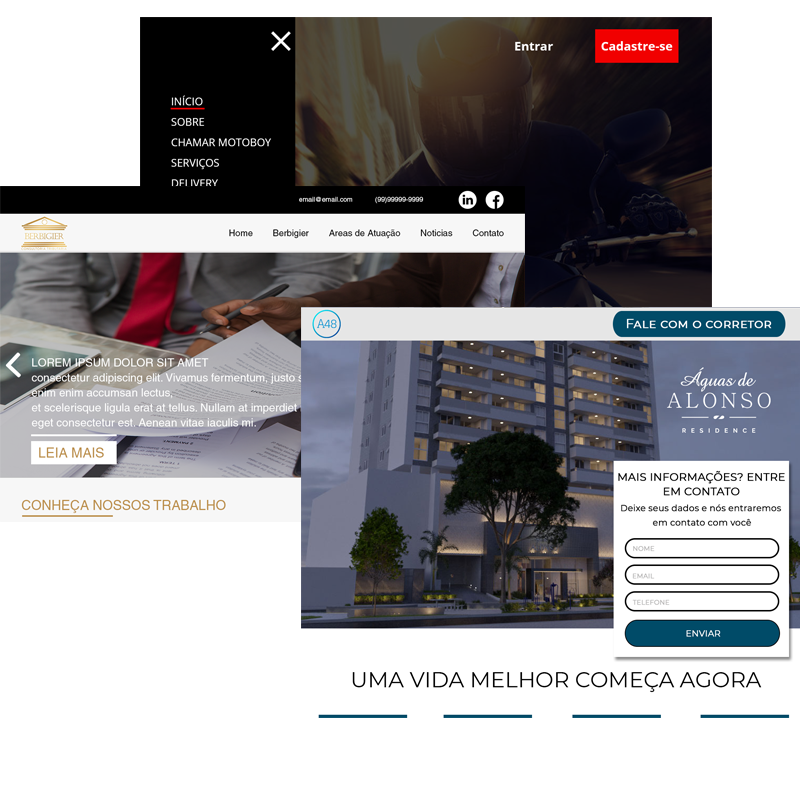 Entrar
Cadastre-se
INÍCIO
SOBRE
CHAMAR MOTOBOY
SERVIÇOS
DELIVERY
email@email.com
(99)99999-9999
in
f
BERBIGIER
Home
Berbigier
Areas de Atuação
Noticias
Contato
LOREM IPSUM DOLOR SIT AMET
consectetur adipiscing elit. Vivamus fermentum, justo s
enim enim accumsan lectus,
et scelerisque ligula erat at tellus. Nullam at imperdiet
eget consectetur est. Aenean vitae iaculis mi.
LEIA MAIS
CONHEÇA NOSSOS TRABALHO
A48
FALE COM O CORRETOR
Águas de
ALONSO
RESIDENCE
MAIS INFORMAÇÕES? ENTRE
EM CONTATO
Deixe seus dados e nós entraremos
em contato com você
NOME
EMAIL
TELEFONE
ENVIAR
UMA VIDA MELHOR COMEÇA AGORA